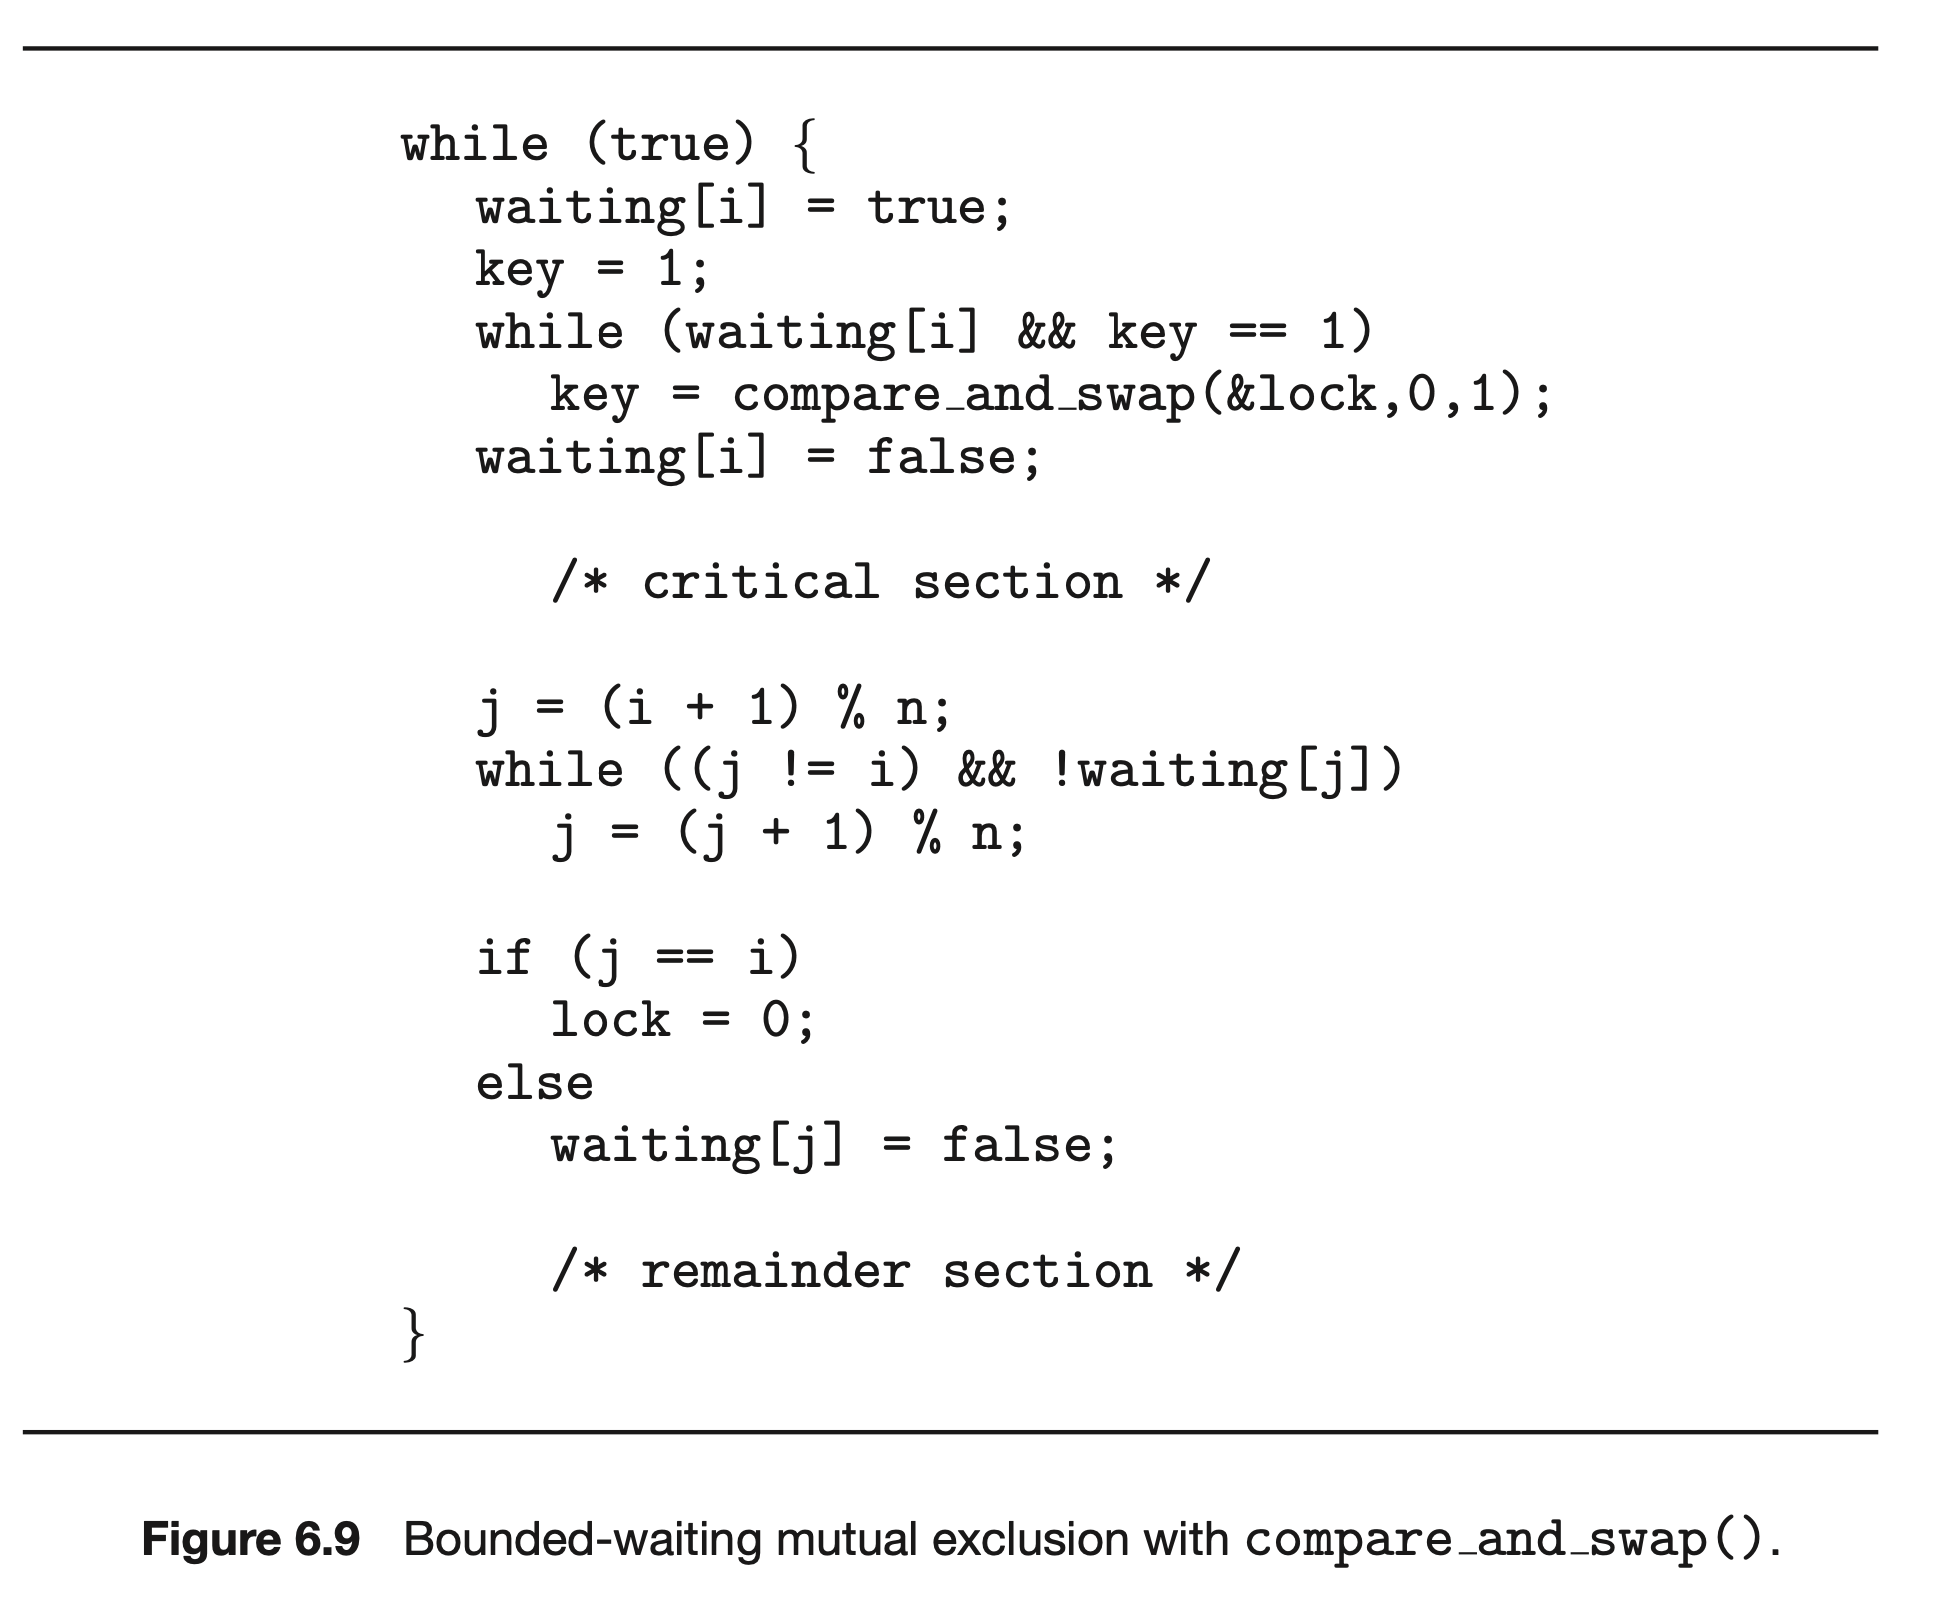 while (true) {
waiting[i] = true;
key = 1;
while (waiting[i] && key == 1)
key = compare_and_swap(&lock,0,1);
waiting[i] = false;
/* critical section */
j = (i + 1) % n;
while ((j != i) && !waiting[j])
j = (j + 1) % n;
if (j == i)
lock = 0;
else
waiting[j] = false;
/* remainder section */
}
Figure 6.9 Bounded-waiting mutual exclusion with compare_and_swap().